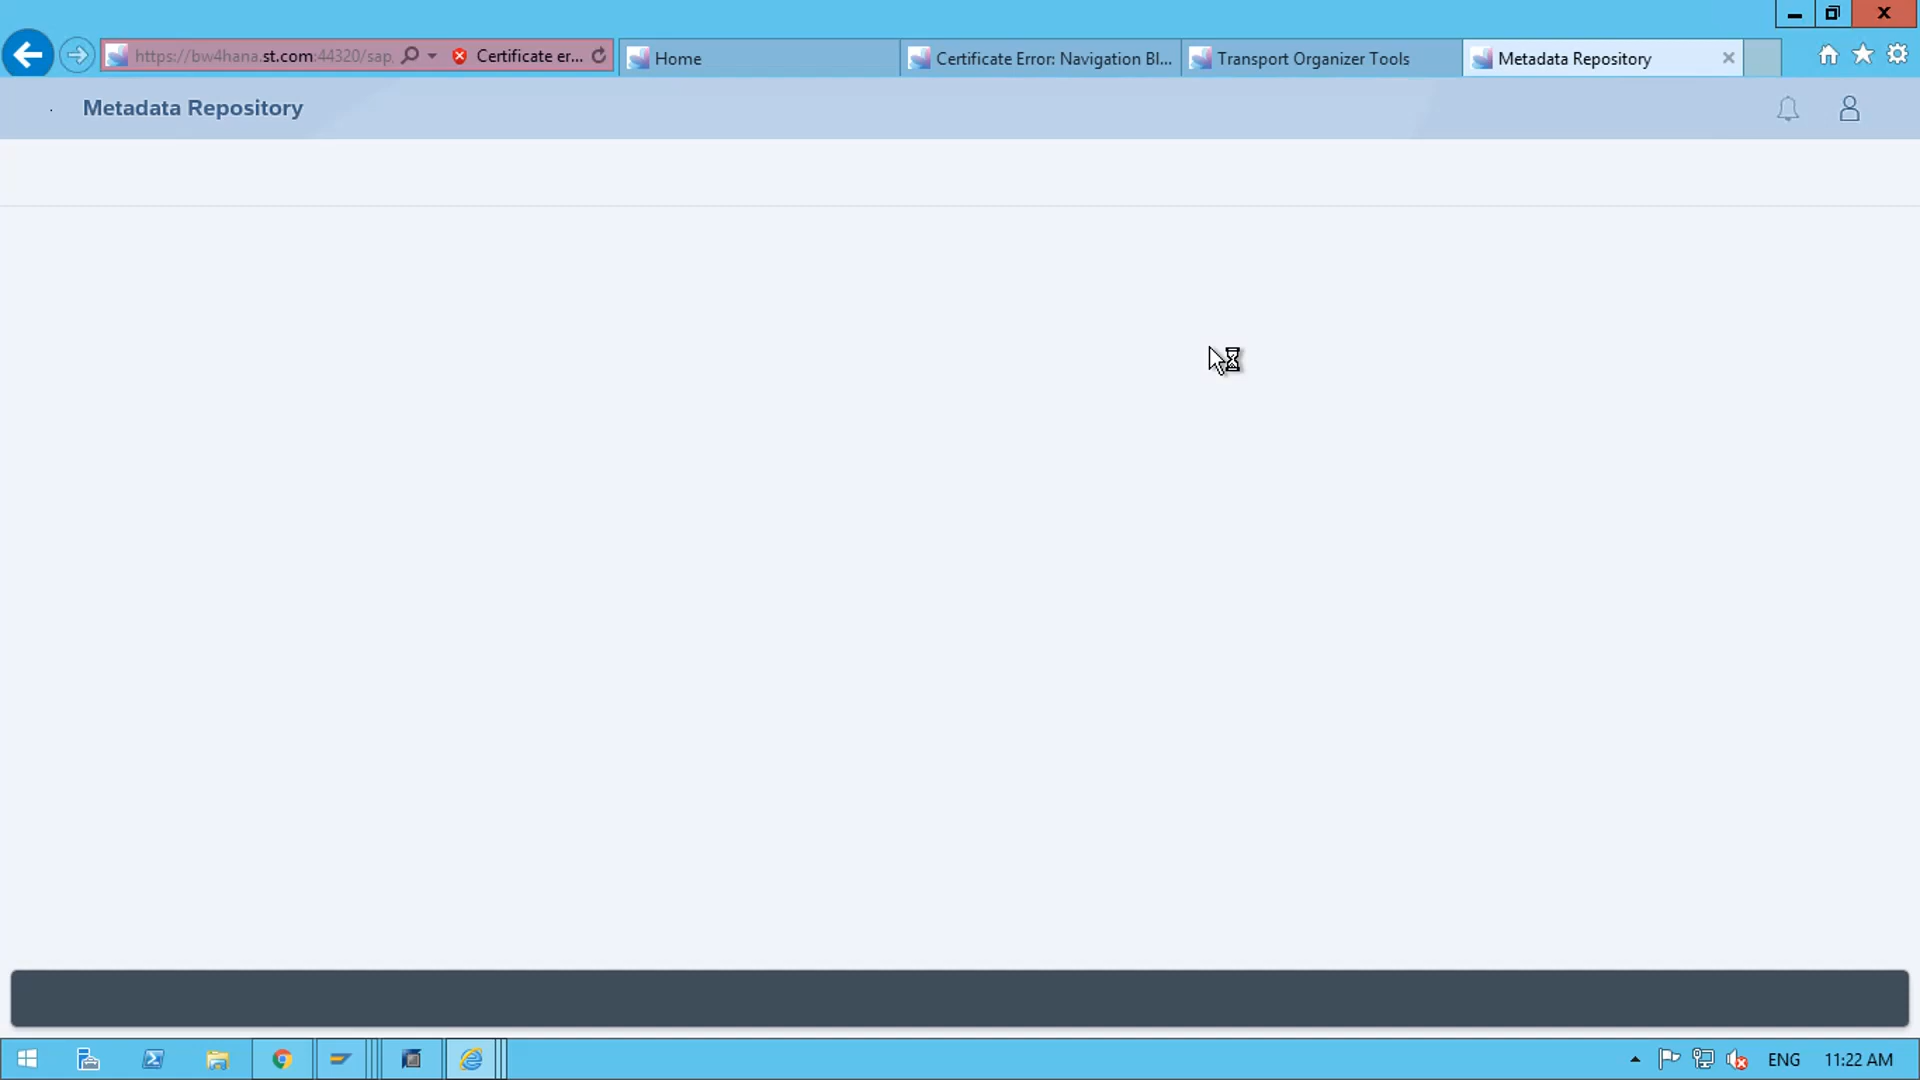 https://bw4hana.st.com:44320/sap
Certificate er...
Home
Certificate Error: Navigation Bl...
Transport Organizer Tools
Metadata Repository
Metadata Repository
ENG
11:22 AM